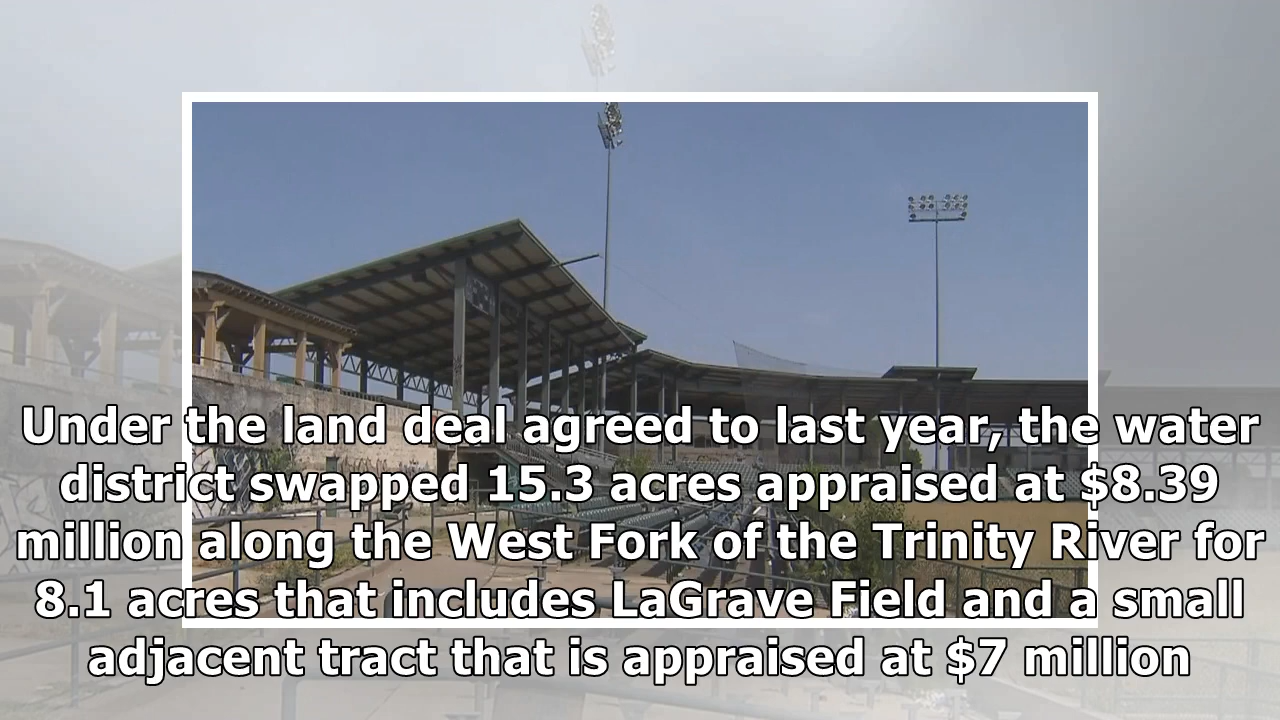 Under the land deal agreed to last year, the water
district swapped 15.3 acres appraised at $8.39
million along the West Fork of the Trinity River for
8.1 acres that includes LaGrave Field and a small
adjacent tract that is appraised at $7 million